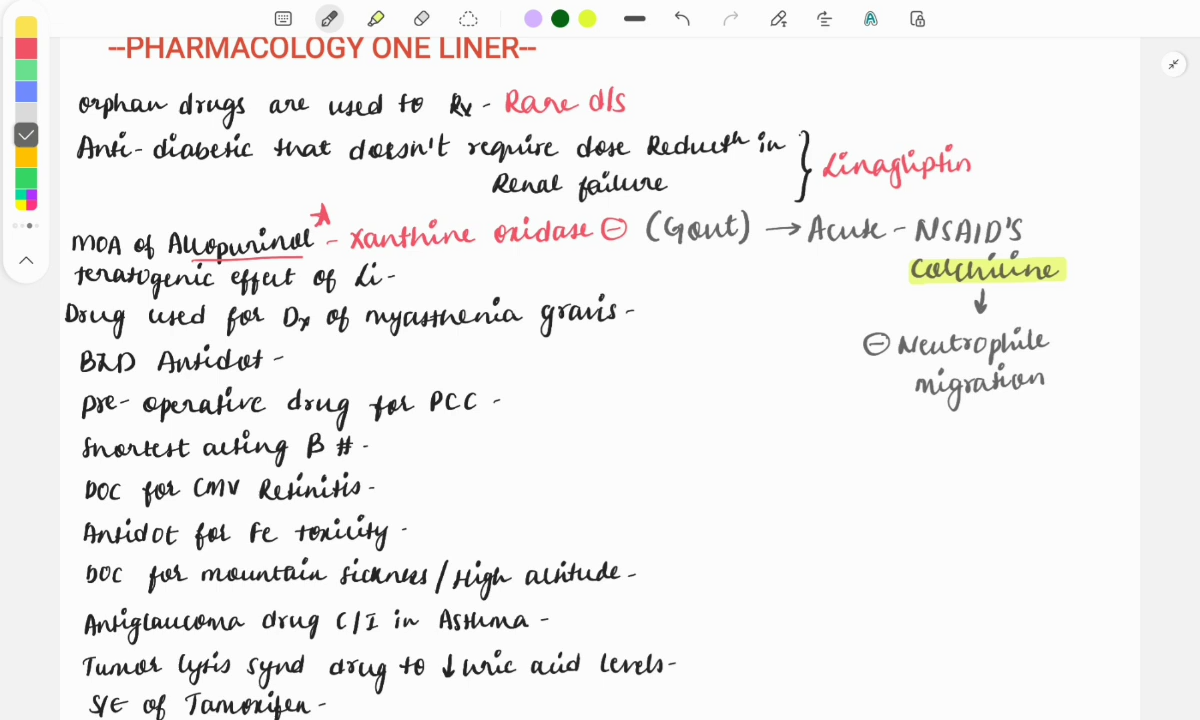 --PHARMACOLOGY ONE LINER--
orphan drugs are used to Rx - Rare d/s
Anti-diabetic that doesn't require dose Reductn in
Renal failure } Linagliptin
MOA of Allopurinol - Xanthine oxidase ⊖ (Gout) → Acute - NSAID'S
Colchicine
↓
⊖ Neutrophile
migration
teratogenic effect of Li -
Drug used for Dx of myasthenia gravis -
BZD Antidot -
pre-operative drug for PCC -
Shortest acting β # -
DOC for CMV Retinitis -
Antidot for Fe toxicity -
DOC for mountain sickness / High altitude -
Antiglaucoma drug C/I in Asthma -
Tumor lysis synd drug to ↓ uric acid levels -
S/E of Tamoxifen -